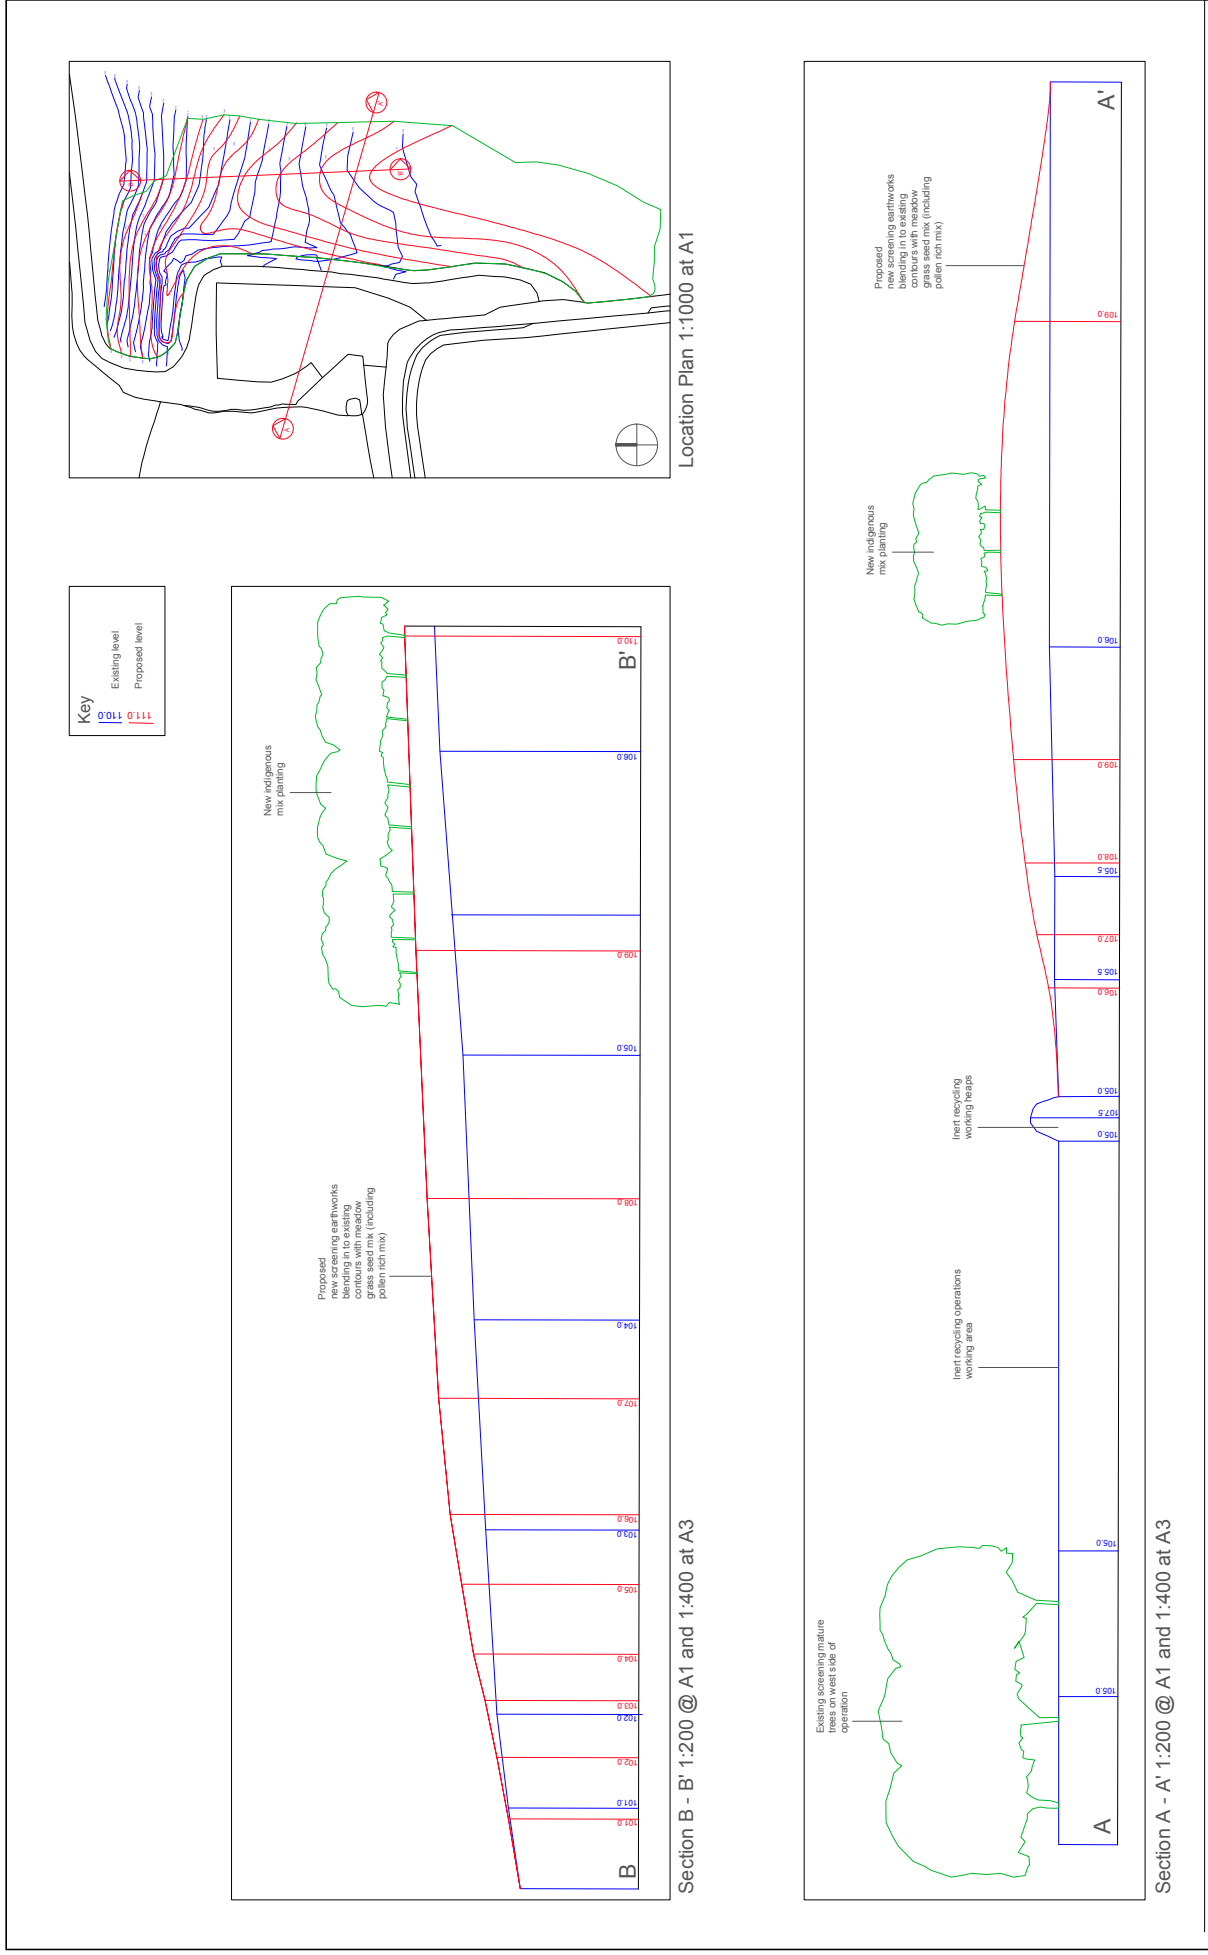 Key
110.0
Existing level
111.0
Proposed level
Location Plan 1:1000 at A1
New indigenous
mix planting
Proposed
new screening earthworks
blending in to existing
contours with meadow
grass seed mix (including
pollen rich mix)
B
101.0
101.0
102.0
102.0
103.0
104.0
105.0
103.0
106.0
107.0
104.0
108.0
105.0
109.0
106.0
110.0
B'
Section B - B' 1:200 @ A1 and 1:400 at A3
Existing screening mature
trees on west side of
operation
Inert recycling operations
working area
Inert recycling
working heaps
New indigenous
mix planting
Proposed
new screening earthworks
blending in to existing
contours with meadow
grass seed mix (including
pollen rich mix)
A
105.0
105.0
105.0
107.5
105.0
106.0
105.5
107.0
105.5
108.0
109.0
106.0
109.0
A'
Section A - A' 1:200 @ A1 and 1:400 at A3